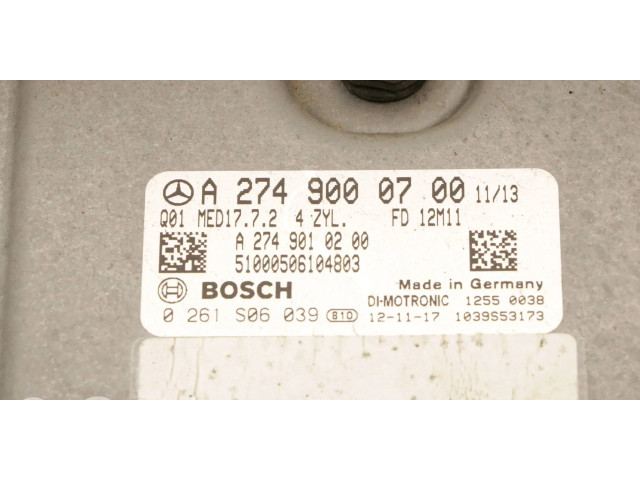 A 274 900 07 00 11/13
Q01 MED17.7.2 4 ZYL. FD 12M11
A 274 901 02 00
51000506104803
BOSCH Made in Germany
DI-MOTRONIC 1255 0038
0 261 S06 039 810 12-11-17 1039S53173